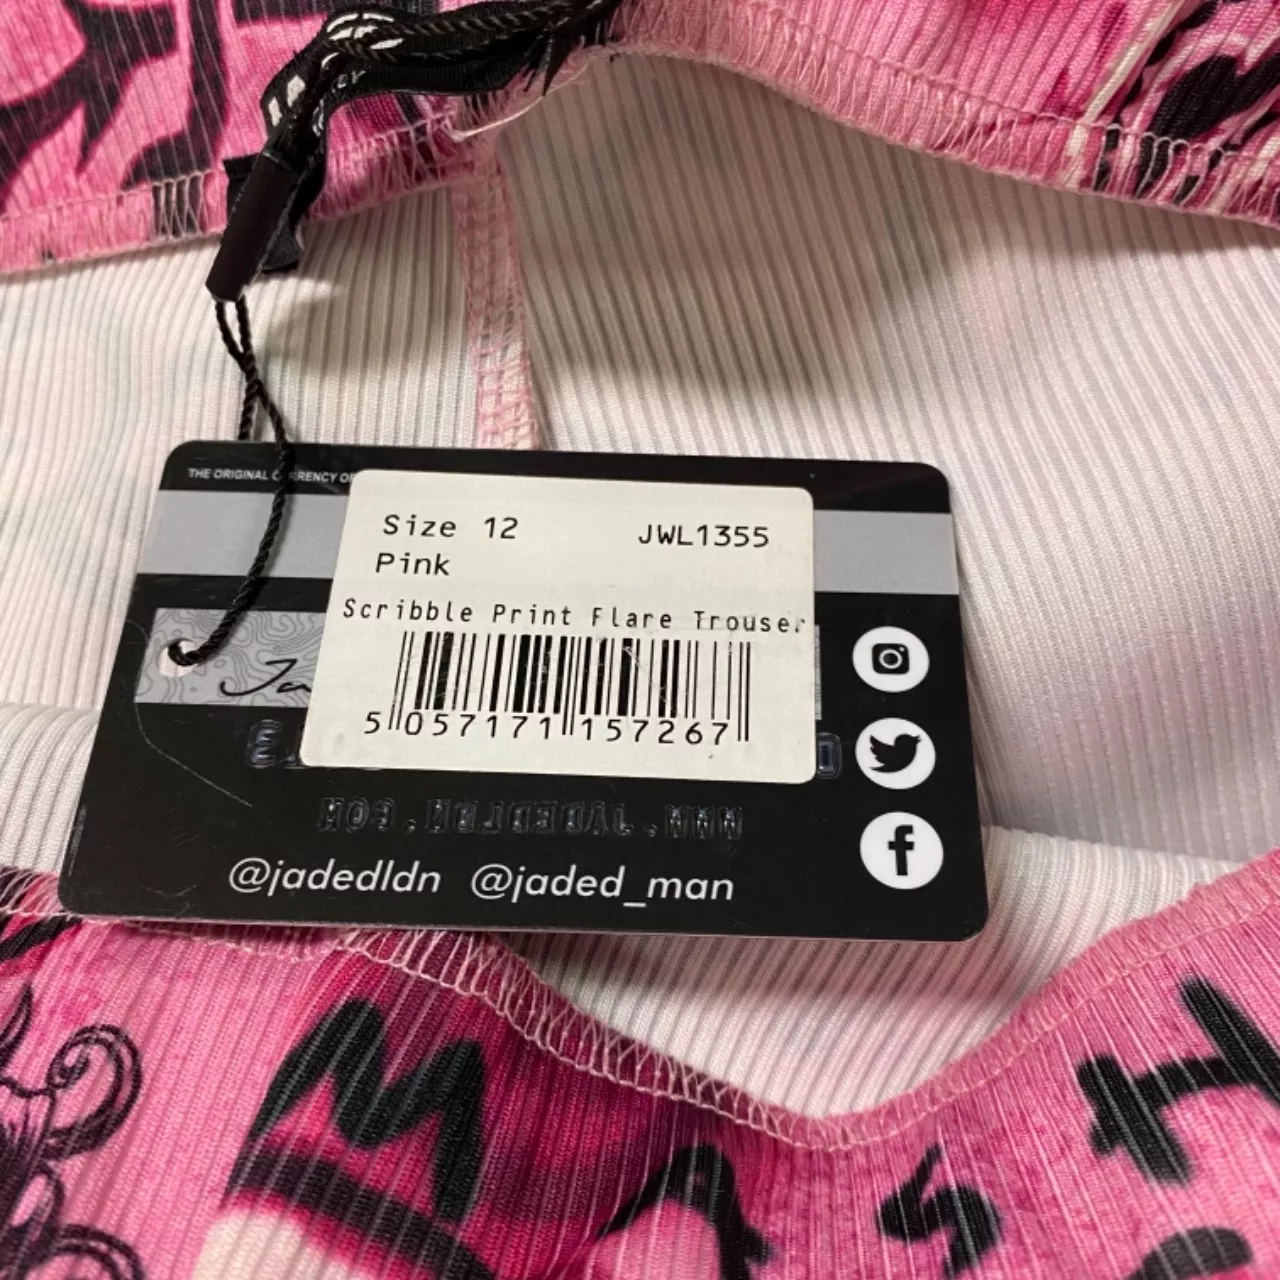 THE ORIGINAL CURRENCY OF
Size 12
JWL1355
Pink
Scribble Print Flare Trouser
5 057171 157267
@jadedldn @jaded_man